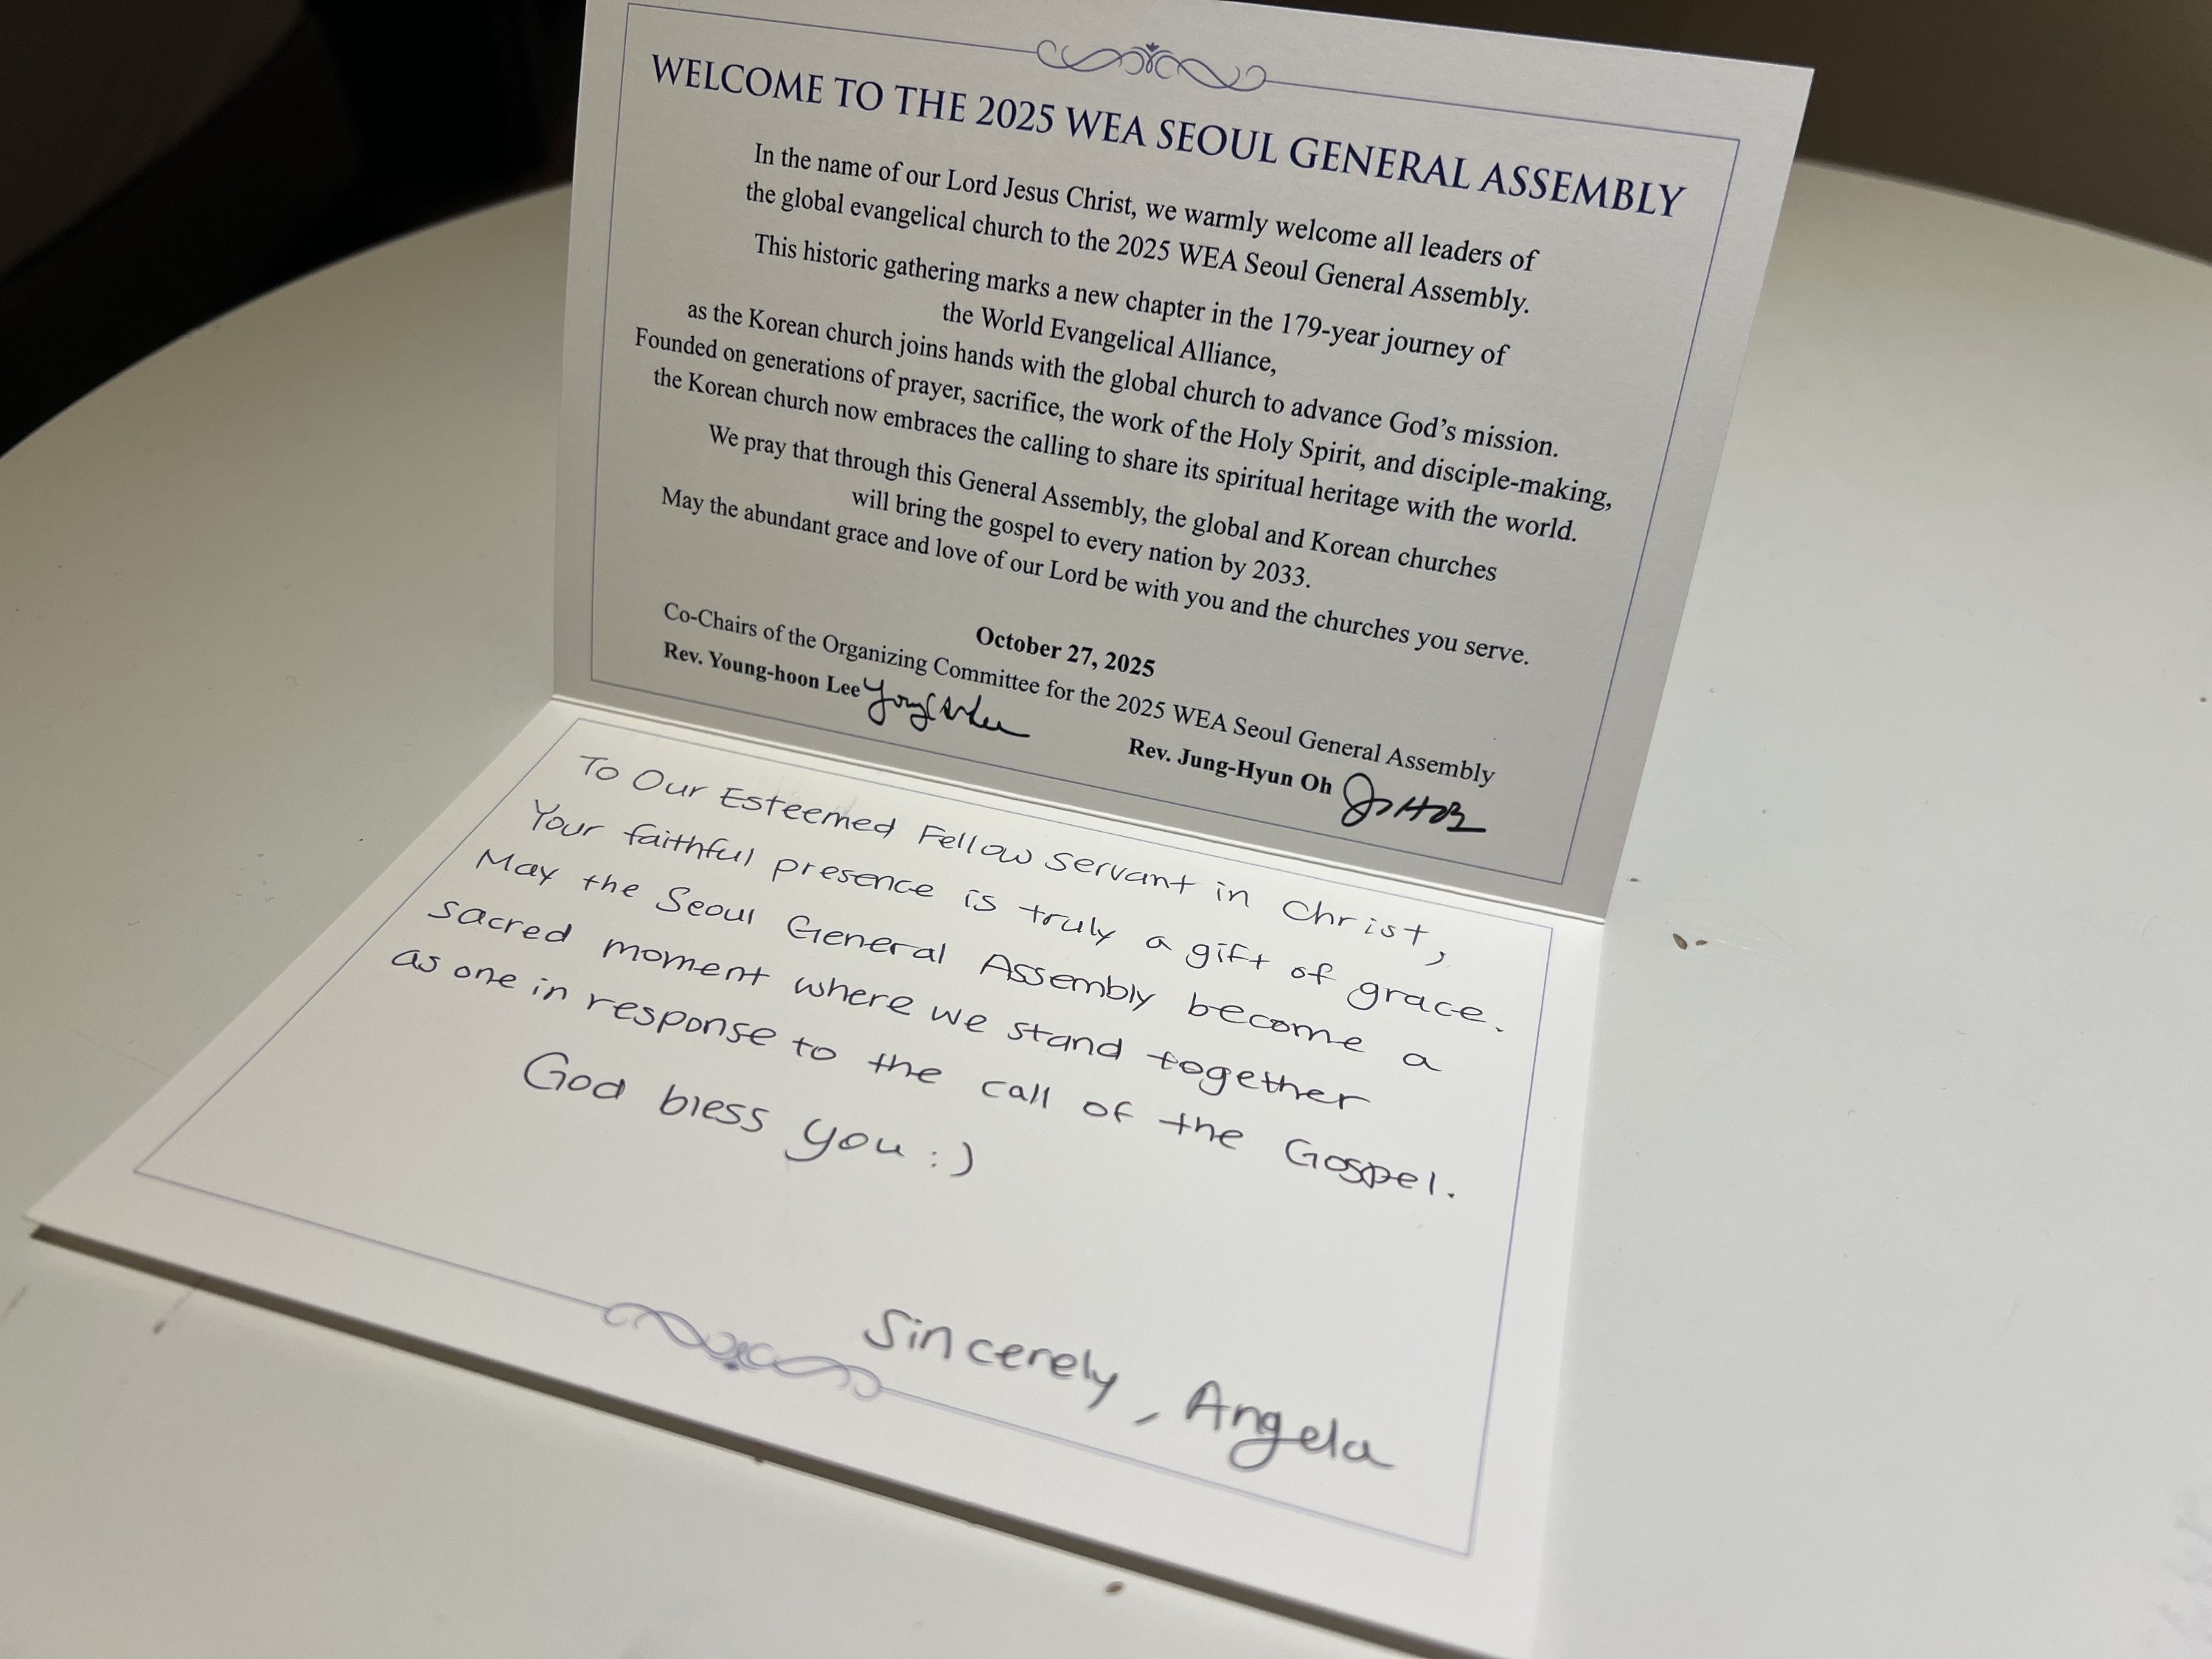 WELCOME TO THE 2025 WEA SEOUL GENERAL ASSEMBLY
In the name of our Lord Jesus Christ, we warmly welcome all leaders of
the global evangelical church to the 2025 WEA Seoul General Assembly.
This historic gathering marks a new chapter in the 179-year journey of
the World Evangelical Alliance,
as the Korean church joins hands with the global church to advance God's mission.
Founded on generations of prayer, sacrifice, the work of the Holy Spirit, and disciple-making,
the Korean church now embraces the calling to share its spiritual heritage with the world.
We pray that through this General Assembly, the global and Korean churches
will bring the gospel to every nation by 2033.
May the abundant grace and love of our Lord be with you and the churches you serve.
October 27, 2025
Co-Chairs of the Organizing Committee for the 2025 WEA Seoul General Assembly
Rev. Young-hoon Lee
Rev. Jung-Hyun Oh
To Our Esteemed Fellow servant in Christ,
Your faithful presence is truly a gift of grace.
May the Seoul General Assembly become a
sacred moment where we stand together
as one in response to the call of the Gospel.
God bless you :)
Sincerely, Angela